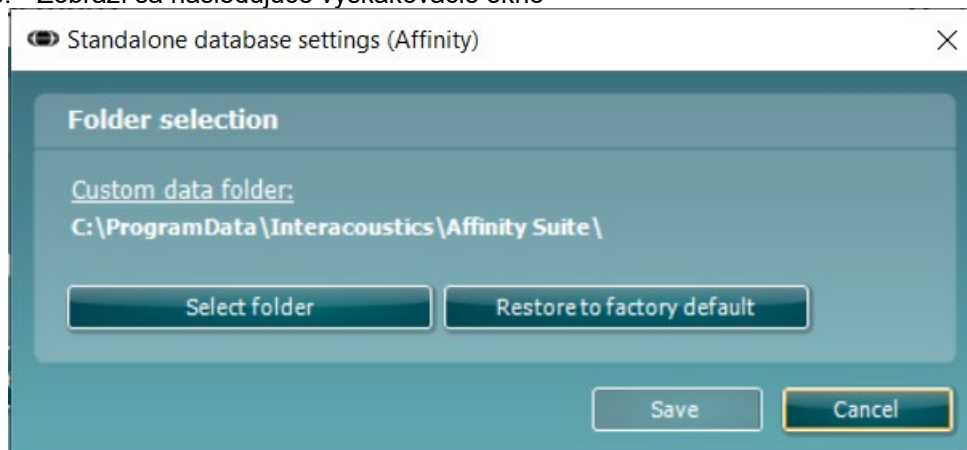 Zobrazí sa nasledujúce vyskakovacie okno
Standalone database settings (Affinity)
Folder selection
Custom data folder:
C:\ProgramData\Interacoustics\Affinity Suite\
Select folder
Restore to factory default
Save
Cancel